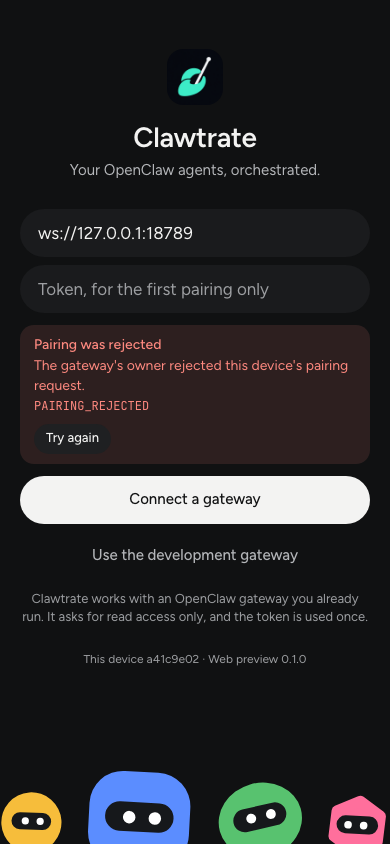 Clawtrate
Your OpenClaw agents, orchestrated.
ws://127.0.0.1:18789
Token, for the first pairing only
Pairing was rejected
The gateway's owner rejected this device's pairing
request.
PAIRING_REJECTED
Try again
Connect a gateway
Use the development gateway
Clawtrate works with an OpenClaw gateway you already
run. It asks for read access only, and the token is used once.
This device a41c9e02 · Web preview 0.1.0